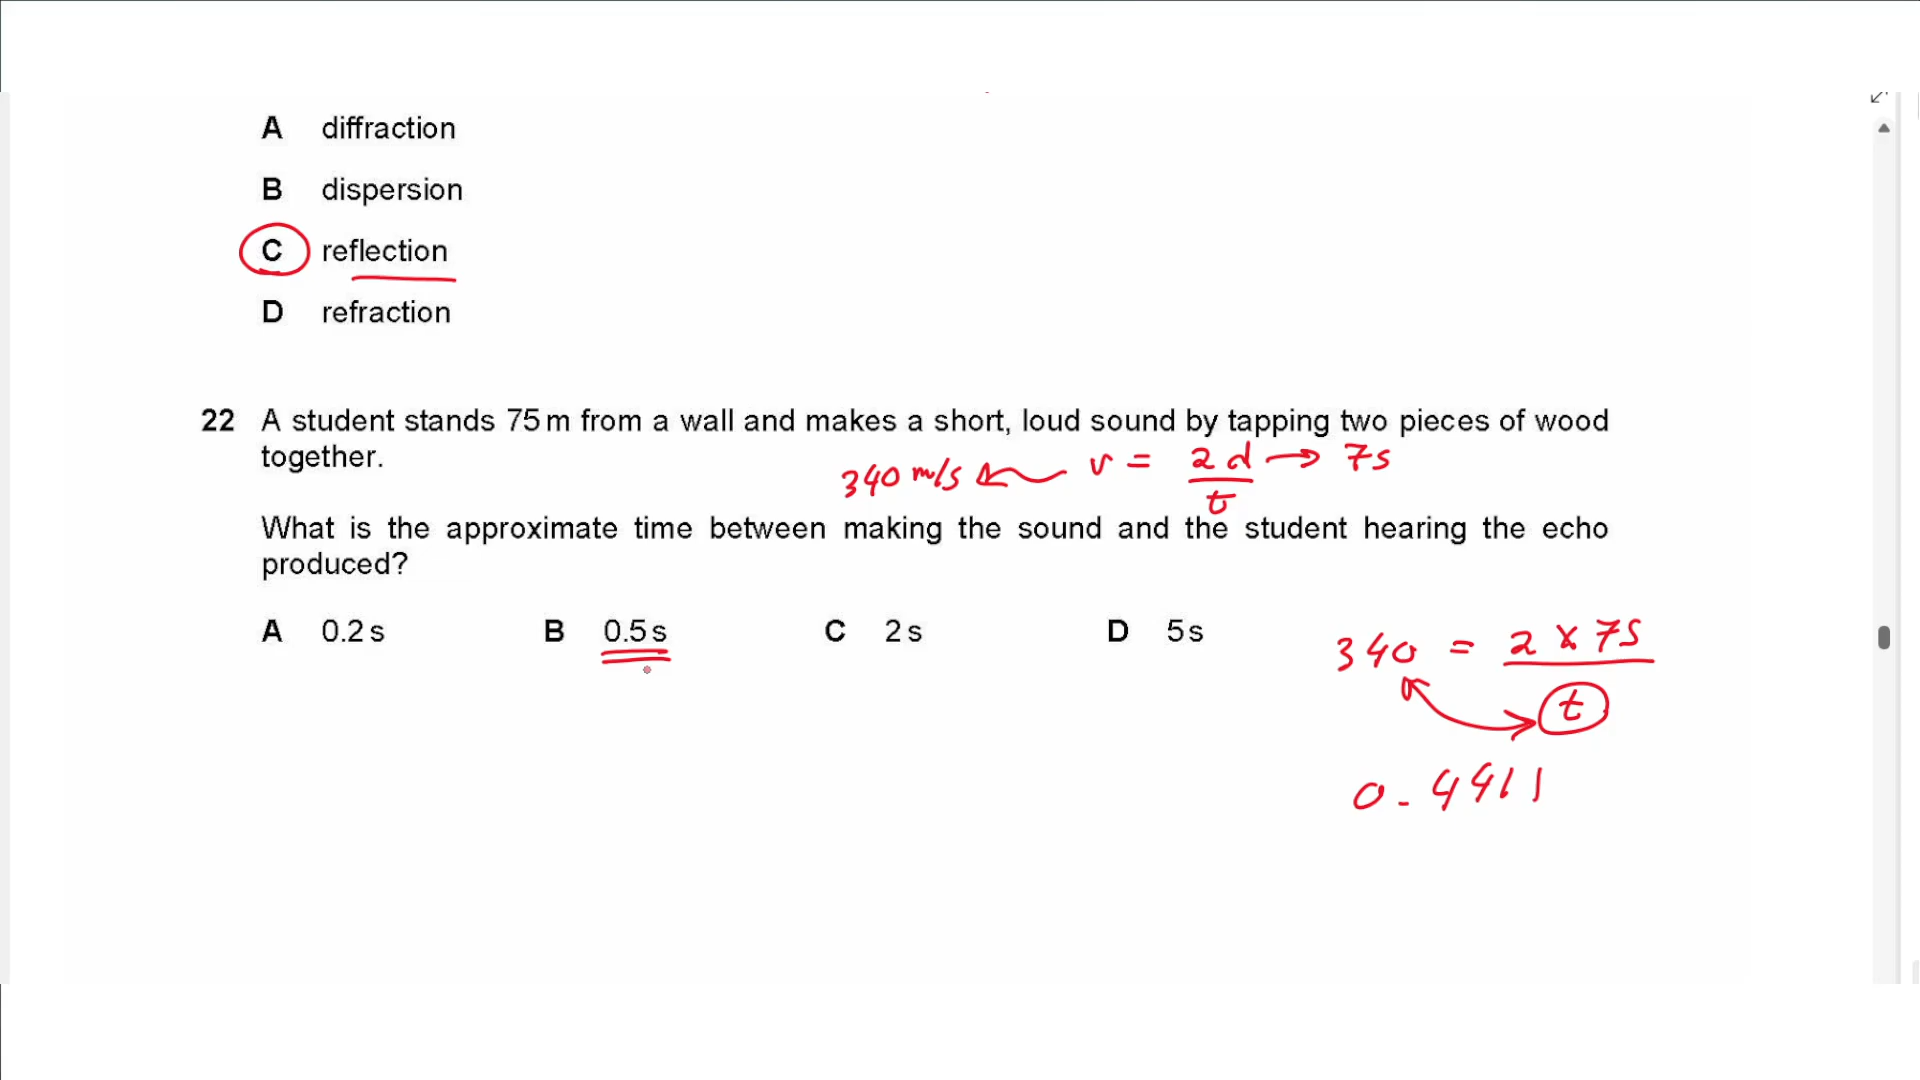 A diffraction
B dispersion
C reflection
D refraction
22 A student stands 75 m from a wall and makes a short, loud sound by tapping two pieces of wood
together.
340 m/s v = 2d/t → 75
What is the approximate time between making the sound and the student hearing the echo
produced?
A 0.2 s B 0.5 s C 2 s D 5 s
340 = 2 × 75
t
0.4411